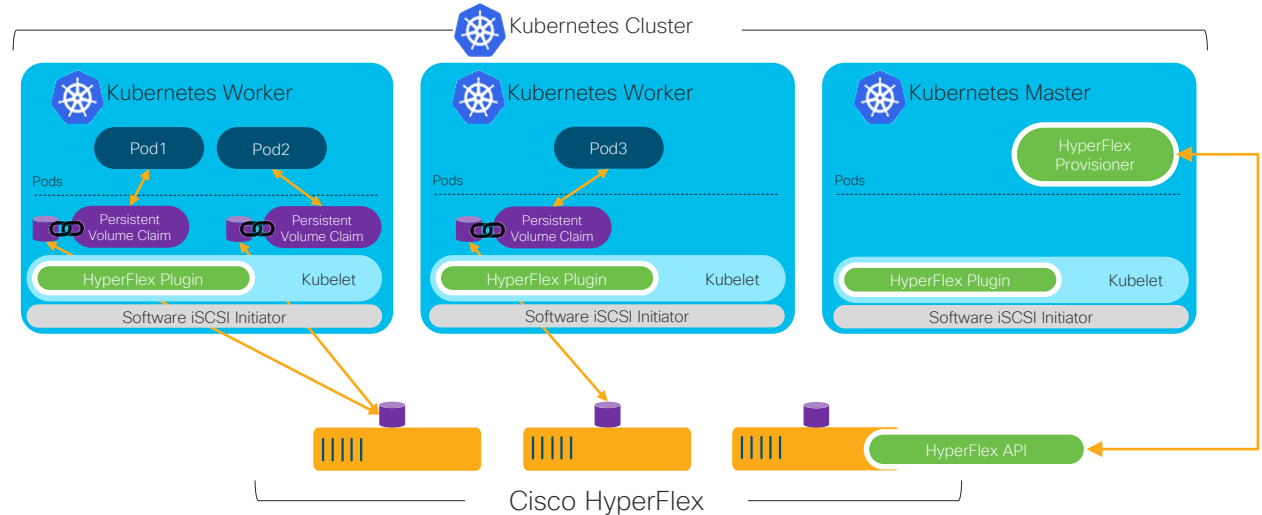 Kubernetes Cluster
Kubernetes Worker
Pod1
Pod2
Pods
Persistent
Volume Claim
Persistent
Volume Claim
HyperFlex Plugin
Kubelet
Software iSCSI Initiator
Kubernetes Worker
Pod3
Pods
Persistent
Volume Claim
HyperFlex Plugin
Kubelet
Software iSCSI Initiator
Kubernetes Master
HyperFlex
Provisioner
Pods
HyperFlex Plugin
Kubelet
Software iSCSI Initiator
HyperFlex API
Cisco HyperFlex